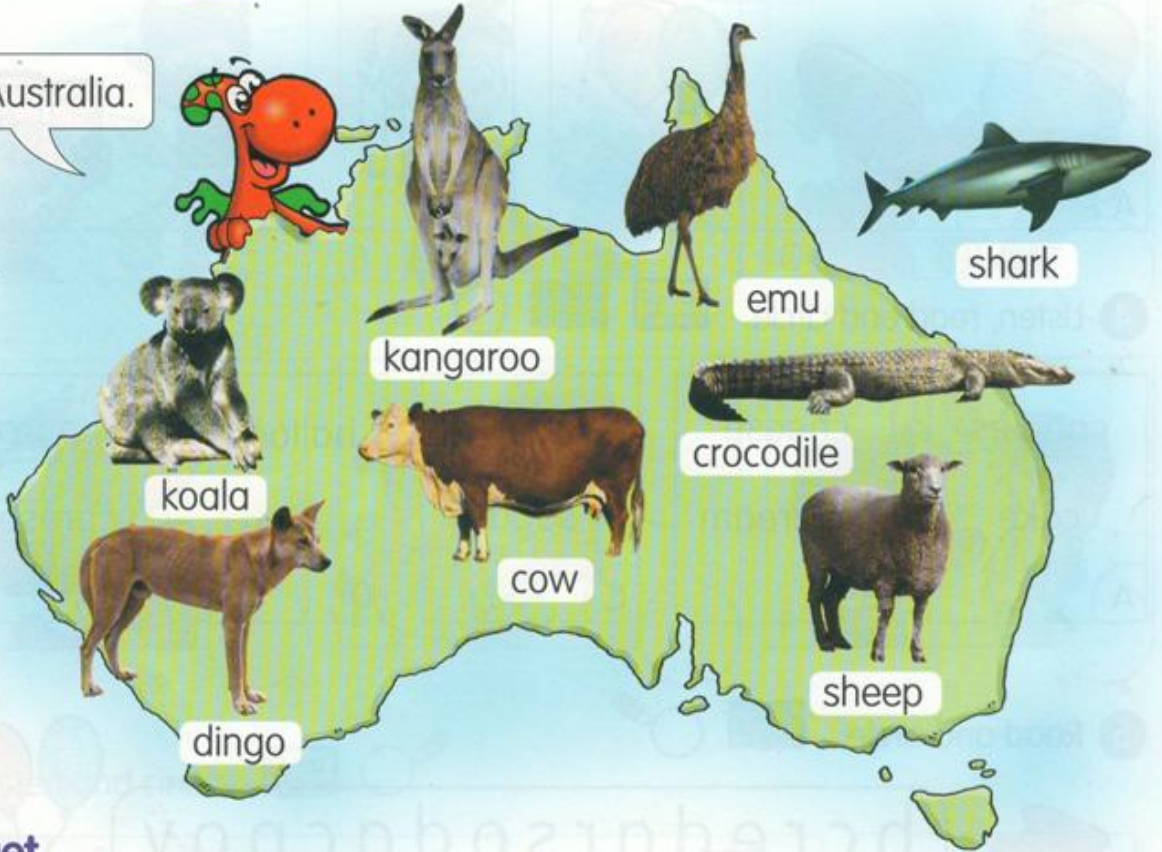 Australia.
shark
emu
kangaroo
crocodile
koala
cow
sheep
dingo